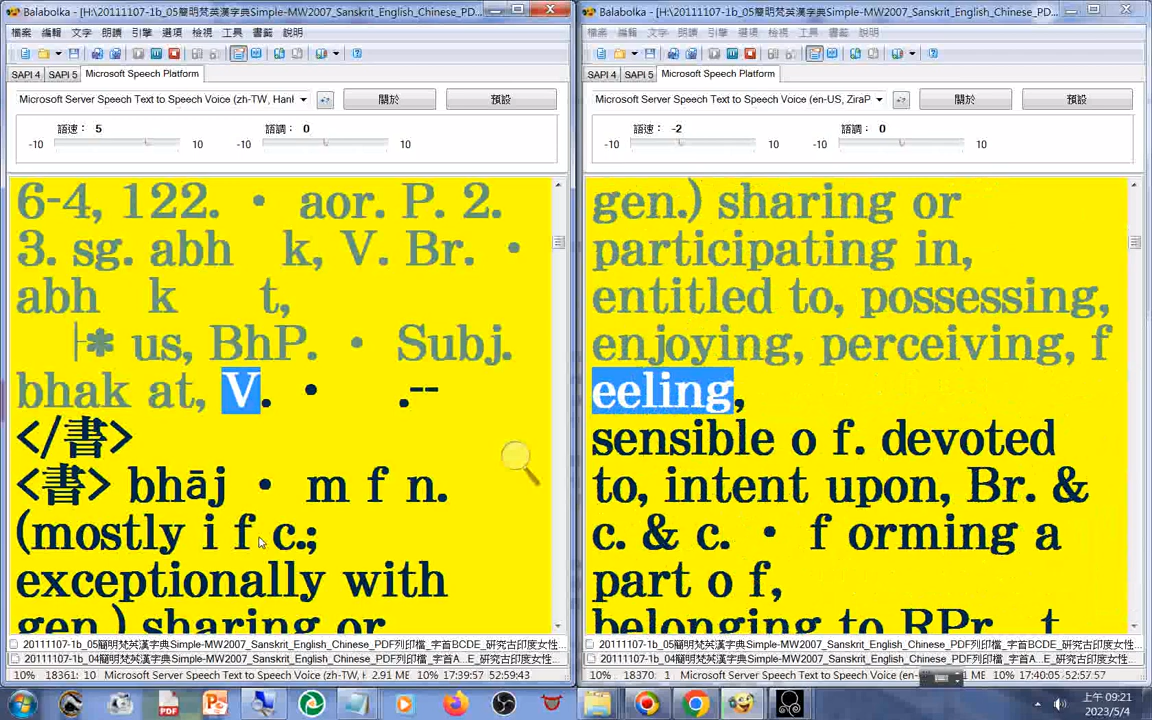 Balabolka - [H:\20111107-1b_05簡明梵英漢字典Simple-MW2007_Sanskrit_English_Chinese_PD...
檔案 編輯 文字 朗讀 引擎 選項 檢視 工具 書籤 說明
SAPI 4 SAPI 5 Microsoft Speech Platform
Microsoft Server Speech Text to Speech Voice (zh-TW, Hanl 關於 預設
語速： 5 語調： 0
-10 10 -10 10
6-4, 122. • aor. P. 2.
3. sg. abh k, V. Br. •
abh k t,
├✱ us, BhP. • Subj.
bhak at, V. • .--
</書>
<書> bhāj • m f n.
(mostly i f c.;
exceptionally with
gen.) sharing or
20111107-1b_05簡明梵英漢字典Simple-MW2007_Sanskrit_English_Chinese_PDF列印檔_字首BCDE_研究古印度女性...
20111107-1b_04簡明梵英漢字典Simple-MW2007_Sanskrit_English_Chinese_PDF列印檔_字首A...E_研究古印度女性...
10% 18361: 10 Microsoft Server Speech Text to Speech Voice (zh-TW, 2.91 ME 10% 17:39:57 52:59:43
Balabolka - [H:\20111107-1b_05簡明梵英漢字典Simple-MW2007_Sanskrit_English_Chinese_PD...
檔案 編輯 文字 朗讀 引擎 選項 檢視 工具 書籤 說明
SAPI 4 SAPI 5 Microsoft Speech Platform
Microsoft Server Speech Text to Speech Voice (en-US, ZiraP 關於 預設
語速： -2 語調： 0
-10 10 -10 10
gen.) sharing or
participating in,
entitled to, possessing,
enjoying, perceiving, f
eeling,
sensible o f. devoted
to, intent upon, Br. &
c. & c. • f orming a
part o f,
belonging to RPr. t
20111107-1b_05簡明梵英漢字典Simple-MW2007_Sanskrit_English_Chinese_PDF列印檔_字首BCDE_研究古印度女性...
20111107-1b_04簡明梵英漢字典Simple-MW2007_Sanskrit_English_Chinese_PDF列印檔_字首A...E_研究古印度女性...
10% 18370: 1 Microsoft Server Speech Text to Speech Voice (en-U ME 10% 17:40:05 52:57:57
PDF
上午 09:21
2023/5/4